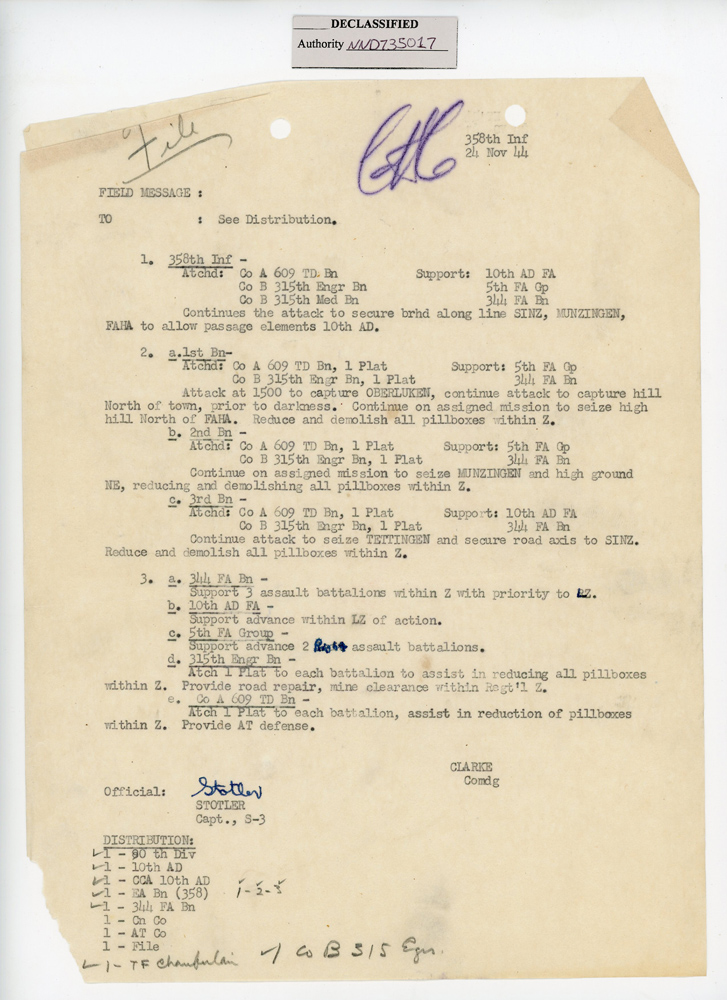 DECLASSIFIED
Authority NND735017
File
358th Inf
24 Nov 44
FIELD MESSAGE :
TO : See Distribution.
1. 358th Inf -
Atchd: Co A 609 TD Bn Support: 10th AD FA
Co B 315th Engr Bn 5th FA Gp
Co B 315th Med Bn 344 FA Bn
Continues the attack to secure brhd along line SINZ, MUNZINGEN,
FAHA to allow passage elements 10th AD.
2. a.1st Bn-
Atchd: Co A 609 TD Bn, 1 Plat Support: 5th FA Gp
Co B 315th Engr Bn, 1 Plat 344 FA Bn
Attack at 1500 to capture OBERLUKEN, continue attack to capture hill
North of town, prior to darkness. Continue on assigned mission to seize high
hill North of FAHA. Reduce and demolish all pillboxes within Z.
b. 2nd Bn -
Atchd: Co A 609 TD Bn, 1 Plat Support: 5th FA Gp
Co B 315th Engr Bn, 1 Plat 344 FA Bn
Continue on assigned mission to seize MUNZINGEN and high ground
NE, reducing and demolishing all pillboxes within Z.
c. 3rd Bn -
Atchd: Co A 609 TD Bn, 1 Plat Support: 10th AD FA
Co B 315th Engr Bn, 1 Plat 344 FA Bn
Continue attack to seize TETTINGEN and secure road axis to SINZ.
Reduce and demolish all pillboxes within Z.
3. a. 344 FA Bn -
Support 3 assault battalions within Z with priority to LZ.
b. 10th AD FA -
Support advance within LZ of action.
c. 5th FA Group -
Support advance 2 Right assault battalions.
d. 315th Engr Bn -
Atch 1 Plat to each battalion to assist in reducing all pillboxes
within Z. Provide road repair, mine clearance within Regt'l Z.
e. Co A 609 TD Bn -
Atch 1 Plat to each battalion, assist in reduction of pillboxes
within Z. Provide AT defense.
CLARKE
Comdg
Official: Stotler
STOTLER
Capt., S-3
DISTRIBUTION:
1 - 90 th Div
1 - 10th AD
1 - CCA 10th AD
1 - EA Bn (358) 1-2-3
1 - 344 FA Bn
1 - Cn Co
1 - AT Co
1 - File
1 - TF Chamberlain 1 Co B 315 Egrs.